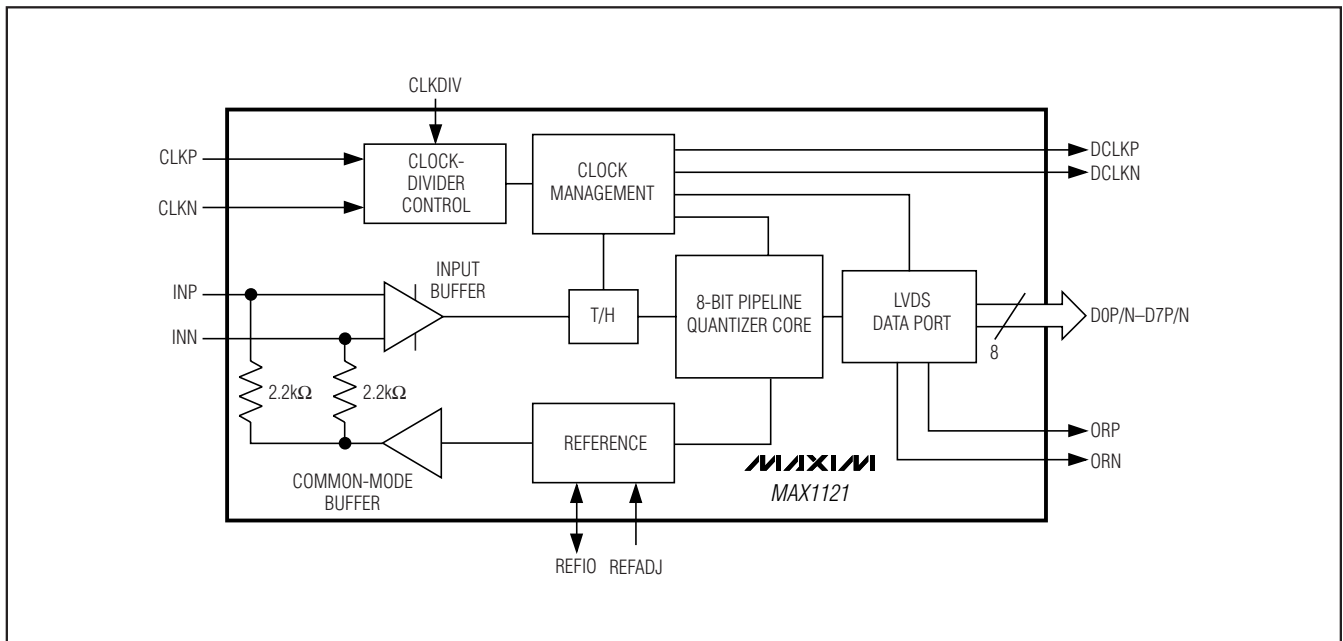 CLKDIV
CLKP
CLKN
CLOCK-
DIVIDER
CONTROL
CLOCK
MANAGEMENT
DCLKP
DCLKN
INP
INN
INPUT
BUFFER
T/H
8-BIT PIPELINE
QUANTIZER CORE
LVDS
DATA PORT
8
D0P/N–D7P/N
2.2kΩ
2.2kΩ
COMMON-MODE
BUFFER
REFERENCE
MAXIM
MAX1121
ORP
ORN
REFIO
REFADJ